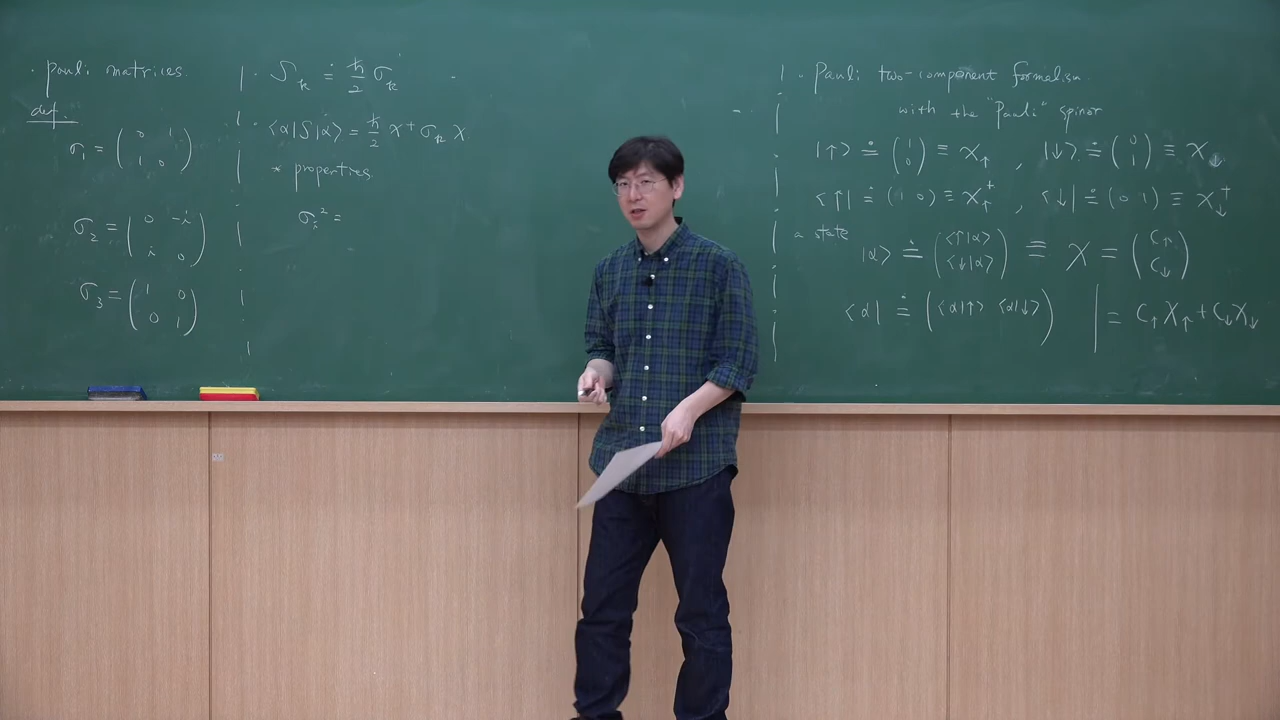 · Pauli matrices
def.
σ₁ = ( 0 1 ; 1 0 )
σ₂ = ( 0 -i ; i 0 )
σ₃ = ( 1 0 ; 0 1 )
· Sₖ ≐ ħ/2 σₖ
· <α|S|α> = ħ/2 χ⁺ σₖ χ
* properties
σᵢ² =
· Pauli two-component formalism
with the "Pauli" spinor
|↑> ≐ ( 1 ; 0 ) ≡ χ↑ , |↓> ≐ ( 0 ; 1 ) ≡ χ↓
<↑| ≐ (1 0) ≡ χ↑† , <↓| ≐ (0 1) ≡ χ↓†
a state
|α> ≐ ( <↑|α> ; <↓|α> ) ≡ χ = ( C↑ ; C↓ )
<α| ≐ ( <α|↑> <α|↓> ) | = C↑χ↑ + C↓χ↓